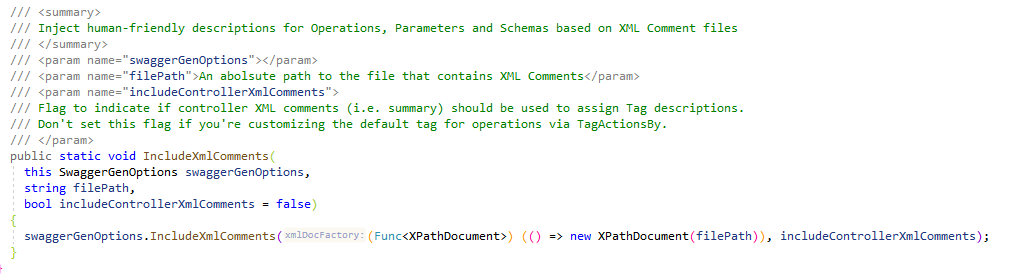 /// <summary>
/// Inject human-friendly descriptions for Operations, Parameters and Schemas based on XML Comment files
/// </summary>
/// <param name="swaggerGenOptions"></param>
/// <param name="filePath">An abolsute path to the file that contains XML Comments</param>
/// <param name="includeControllerXmlComments">
/// Flag to indicate if controller XML comments (i.e. summary) should be used to assign Tag descriptions.
/// Don't set this flag if you're customizing the default tag for operations via TagActionsBy.
/// </param>
public static void IncludeXmlComments(
  this SwaggerGenOptions swaggerGenOptions,
  string filePath,
  bool includeControllerXmlComments = false)
{
  swaggerGenOptions.IncludeXmlComments(xmlDocFactory: (Func<XPathDocument>) (() => new XPathDocument(filePath)), includeControllerXmlComments);
}
}